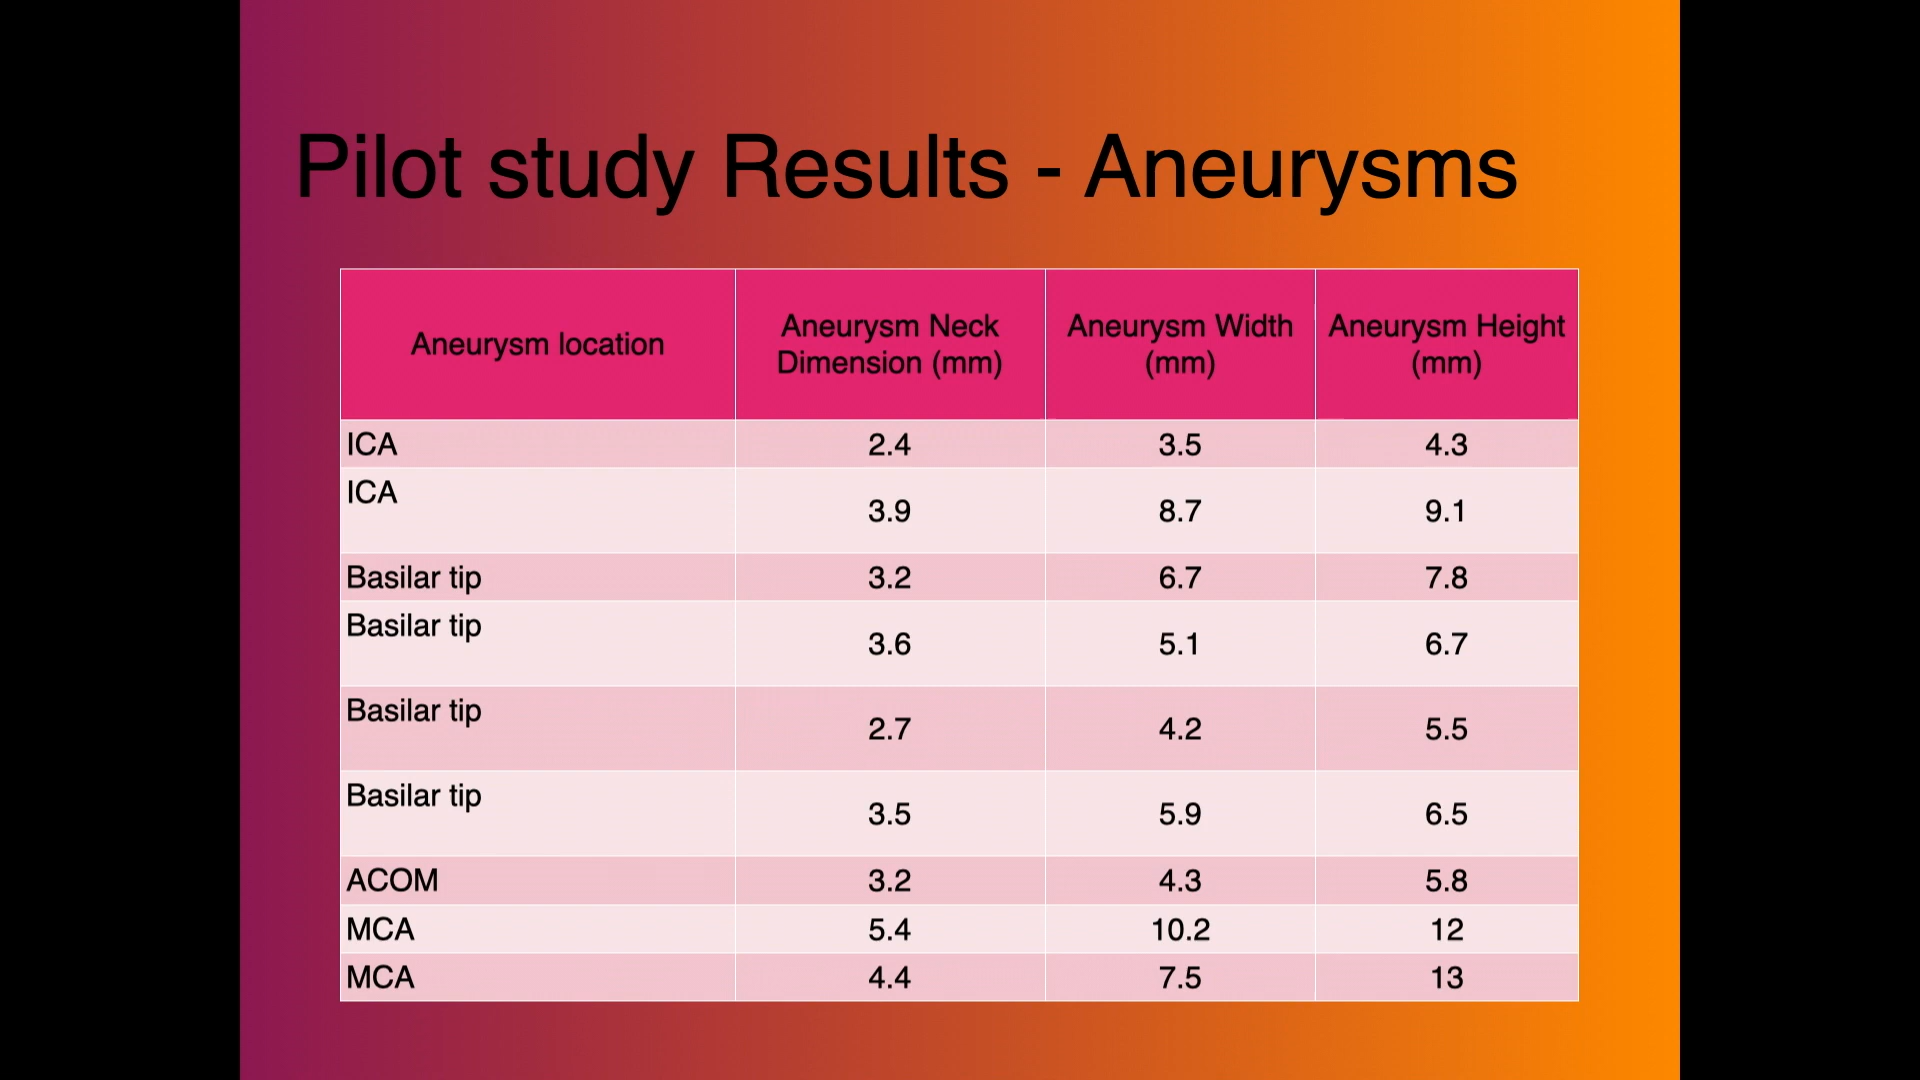 Pilot study Results - Aneurysms
Aneurysm location
Aneurysm Neck
Dimension (mm)
Aneurysm Width
(mm)
Aneurysm Height
(mm)
ICA 2.4 3.5 4.3
ICA 3.9 8.7 9.1
Basilar tip 3.2 6.7 7.8
Basilar tip 3.6 5.1 6.7
Basilar tip 2.7 4.2 5.5
Basilar tip 3.5 5.9 6.5
ACOM 3.2 4.3 5.8
MCA 5.4 10.2 12
MCA 4.4 7.5 13